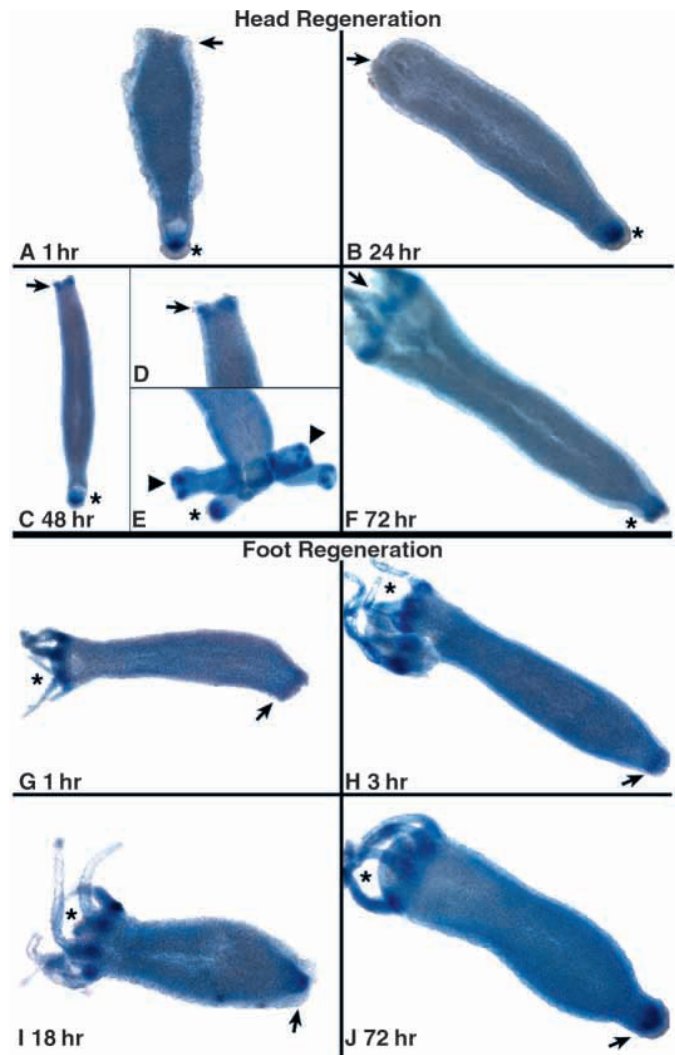 Head Regeneration
A 1 hr
*
B 24 hr
*
C 48 hr
*
D
E
*
F 72 hr
*
Foot Regeneration
G 1 hr
*
H 3 hr
*
I 18 hr
*
J 72 hr
*